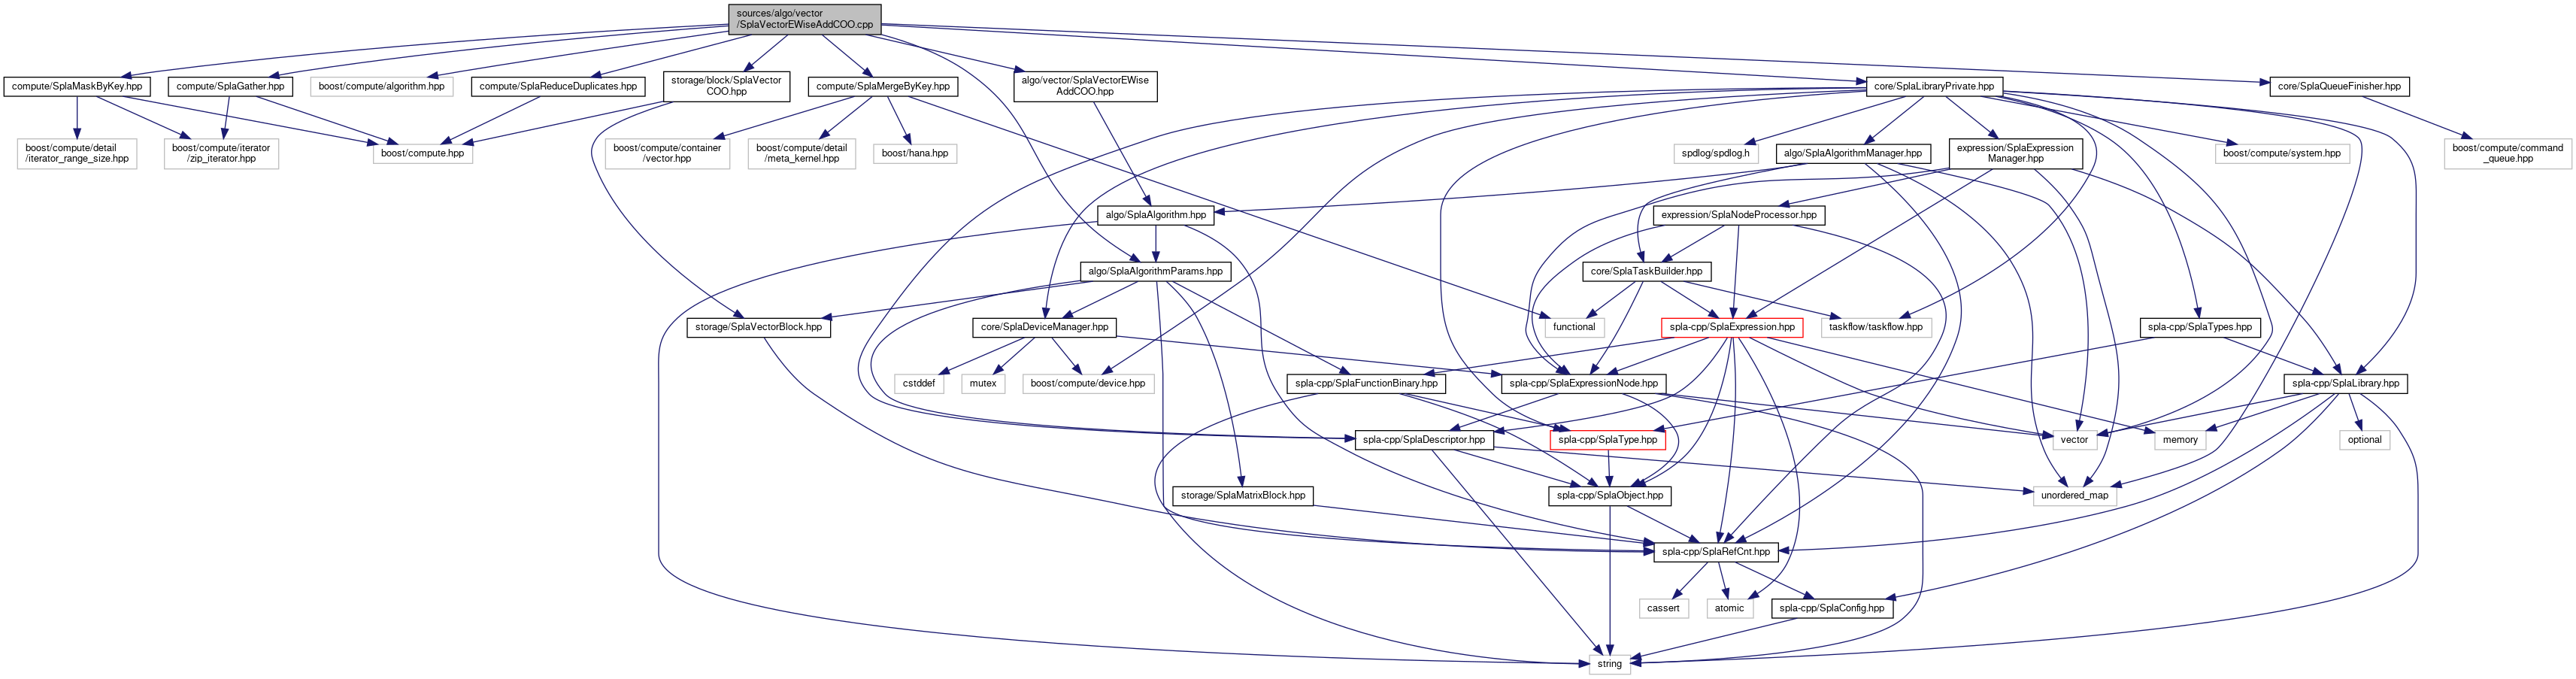 sources/algo/vector
/SplaVectorEWiseAddCOO.cpp
compute/SplaMaskByKey.hpp
compute/SplaGather.hpp
boost/compute/algorithm.hpp
compute/SplaReduceDuplicates.hpp
storage/block/SplaVector
COO.hpp
compute/SplaMergeByKey.hpp
algo/vector/SplaVectorEWise
AddCOO.hpp
core/SplaLibraryPrivate.hpp
core/SplaQueueFinisher.hpp
boost/compute/detail
/iterator_range_size.hpp
boost/compute/iterator
/zip_iterator.hpp
boost/compute.hpp
boost/compute/container
/vector.hpp
boost/compute/detail
/meta_kernel.hpp
boost/hana.hpp
spdlog/spdlog.h
algo/SplaAlgorithmManager.hpp
expression/SplaExpression
Manager.hpp
boost/compute/system.hpp
boost/compute/command
_queue.hpp
algo/SplaAlgorithm.hpp
expression/SplaNodeProcessor.hpp
algo/SplaAlgorithmParams.hpp
core/SplaTaskBuilder.hpp
storage/SplaVectorBlock.hpp
core/SplaDeviceManager.hpp
functional
spla-cpp/SplaExpression.hpp
taskflow/taskflow.hpp
spla-cpp/SplaTypes.hpp
cstddef
mutex
boost/compute/device.hpp
spla-cpp/SplaFunctionBinary.hpp
spla-cpp/SplaExpressionNode.hpp
spla-cpp/SplaLibrary.hpp
spla-cpp/SplaDescriptor.hpp
spla-cpp/SplaType.hpp
vector
memory
optional
storage/SplaMatrixBlock.hpp
spla-cpp/SplaObject.hpp
unordered_map
spla-cpp/SplaRefCnt.hpp
cassert
atomic
spla-cpp/SplaConfig.hpp
string